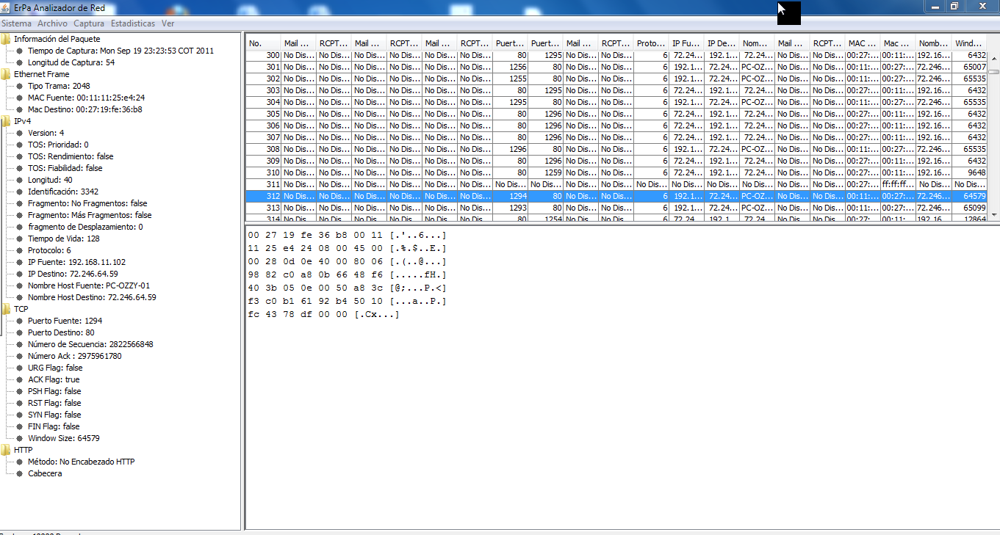 ErPa Analizador de Red
Sistema Archivo Captura Estadisticas Ver
Información del Paquete
Tiempo de Captura: Mon Sep 19 23:23:53 COT 2011
Longitud de Captura: 54
Ethernet Frame
Tipo Trama: 2048
MAC Fuente: 00:11:11:25:e4:24
Mac Destino: 00:27:19:fe:36:b8
IPv4
Version: 4
TOS: Prioridad: 0
TOS: Rendimiento: false
TOS: Fiabilidad: false
Longitud: 40
Identificación: 3342
Fragmento: No Fragmentos: false
Fragmento: Más Fragmentos: false
fragmento de Desplazamiento: 0
Tiempo de Vida: 128
Protocolo: 6
IP Fuente: 192.168.11.102
IP Destino: 72.246.64.59
Nombre Host Fuente: PC-OZZY-01
Nombre Host Destino: 72.246.64.59
TCP
Puerto Fuente: 1294
Puerto Destino: 80
Número de Secuencia: 2822566848
Número Ack : 2975961780
URG Flag: false
ACK Flag: true
PSH Flag: false
RST Flag: false
SYN Flag: false
FIN Flag: false
Window Size: 64579
HTTP
Método: No Encabezado HTTP
Cabecera
No. Mail ... RCPT... Mail ... RCPT... Mail ... RCPT... Puert... Puert... Mail ... RCPT... Proto... IP Fu... IP De... Nom... Mail ... RCPT... MAC ... Mac ... Nomb... Wind...
300 No Dis... No Dis... No Dis... No Dis... No Dis... No Dis... 80 1295 No Dis... No Dis... 6 72.24... 192.1... 72.24... No Dis... No Dis... 00:27:... 00:11:... 192.16... 6432
301 No Dis... No Dis... No Dis... No Dis... No Dis... No Dis... 1256 80 No Dis... No Dis... 6 192.1... 72.24... PC-OZ... No Dis... No Dis... 00:11:... 00:27:... 72.246... 65007
302 No Dis... No Dis... No Dis... No Dis... No Dis... No Dis... 1255 80 No Dis... No Dis... 6 192.1... 72.24... PC-OZ... No Dis... No Dis... 00:11:... 00:27:... 72.246... 65535
303 No Dis... No Dis... No Dis... No Dis... No Dis... No Dis... 80 1295 No Dis... No Dis... 6 72.24... 192.1... 72.24... No Dis... No Dis... 00:27:... 00:11:... 192.16... 6432
304 No Dis... No Dis... No Dis... No Dis... No Dis... No Dis... 1295 80 No Dis... No Dis... 6 192.1... 72.24... PC-OZ... No Dis... No Dis... 00:11:... 00:27:... 72.246... 65535
305 No Dis... No Dis... No Dis... No Dis... No Dis... No Dis... 80 1296 No Dis... No Dis... 6 72.24... 192.1... 72.24... No Dis... No Dis... 00:27:... 00:11:... 192.16... 6432
306 No Dis... No Dis... No Dis... No Dis... No Dis... No Dis... 80 1296 No Dis... No Dis... 6 72.24... 192.1... 72.24... No Dis... No Dis... 00:27:... 00:11:... 192.16... 6432
307 No Dis... No Dis... No Dis... No Dis... No Dis... No Dis... 80 1296 No Dis... No Dis... 6 72.24... 192.1... 72.24... No Dis... No Dis... 00:27:... 00:11:... 192.16... 6432
308 No Dis... No Dis... No Dis... No Dis... No Dis... No Dis... 1296 80 No Dis... No Dis... 6 192.1... 72.24... PC-OZ... No Dis... No Dis... 00:11:... 00:27:... 72.246... 65535
309 No Dis... No Dis... No Dis... No Dis... No Dis... No Dis... 80 1296 No Dis... No Dis... 6 72.24... 192.1... 72.24... No Dis... No Dis... 00:27:... 00:11:... 192.16... 6432
310 No Dis... No Dis... No Dis... No Dis... No Dis... No Dis... 80 1259 No Dis... No Dis... 6 72.24... 192.1... 72.24... No Dis... No Dis... 00:27:... 00:11:... 192.16... 9648
311 No Dis... No Dis... No Dis... No Dis... No Dis... No Dis... No Dis... No Dis... No Dis... No Dis... No Dis... No Dis... No Dis... No Dis... No Dis... No Dis... 00:27:... ff:ff:ff... No Dis... No Dis...
312 No Dis... No Dis... No Dis... No Dis... No Dis... No Dis... 1294 80 No Dis... No Dis... 6 192.1... 72.24... PC-OZ... No Dis... No Dis... 00:11:... 00:27:... 72.246... 64579
313 No Dis... No Dis... No Dis... No Dis... No Dis... No Dis... 1293 80 No Dis... No Dis... 6 192.1... 72.24... PC-OZ... No Dis... No Dis... 00:11:... 00:27:... 72.246... 65099
314 No Dis... No Dis... No Dis... No Dis... No Dis... No Dis... 80 1254 No Dis... No Dis... 6 72.24... 192.1... 72.24... No Dis... No Dis... 00:27:... 00:11:... 192.16... 12864
00 27 19 fe 36 b8 00 11 [.'..6...]
11 25 e4 24 08 00 45 00 [.%.$..E.]
00 28 0d 0e 40 00 80 06 [.(..@...]
98 82 c0 a8 0b 66 48 f6 [.....fH.]
40 3b 05 0e 00 50 a8 3c [@;...P.<]
f3 c0 b1 61 92 b4 50 10 [...a..P.]
fc 43 78 df 00 00 [.Cx...]